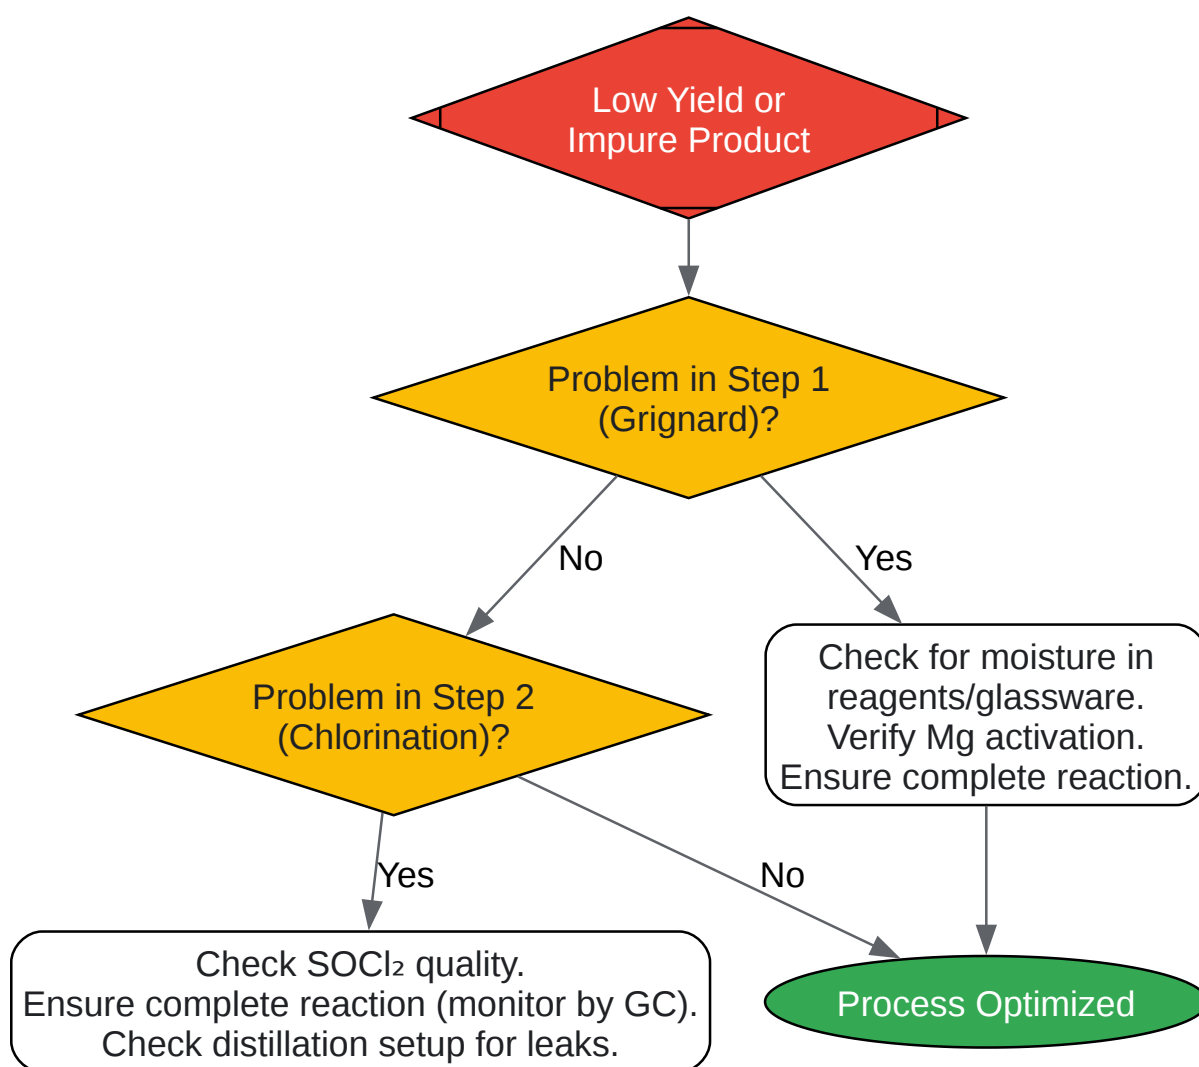 Low Yield or
Impure Product
Problem in Step 1
(Grignard)?
No
Yes
Problem in Step 2
(Chlorination)?
Check for moisture in
reagents/glassware.
Verify Mg activation.
Ensure complete reaction.
Yes
No
Check SOCl₂ quality.
Ensure complete reaction (monitor by GC).
Check distillation setup for leaks.
Process Optimized